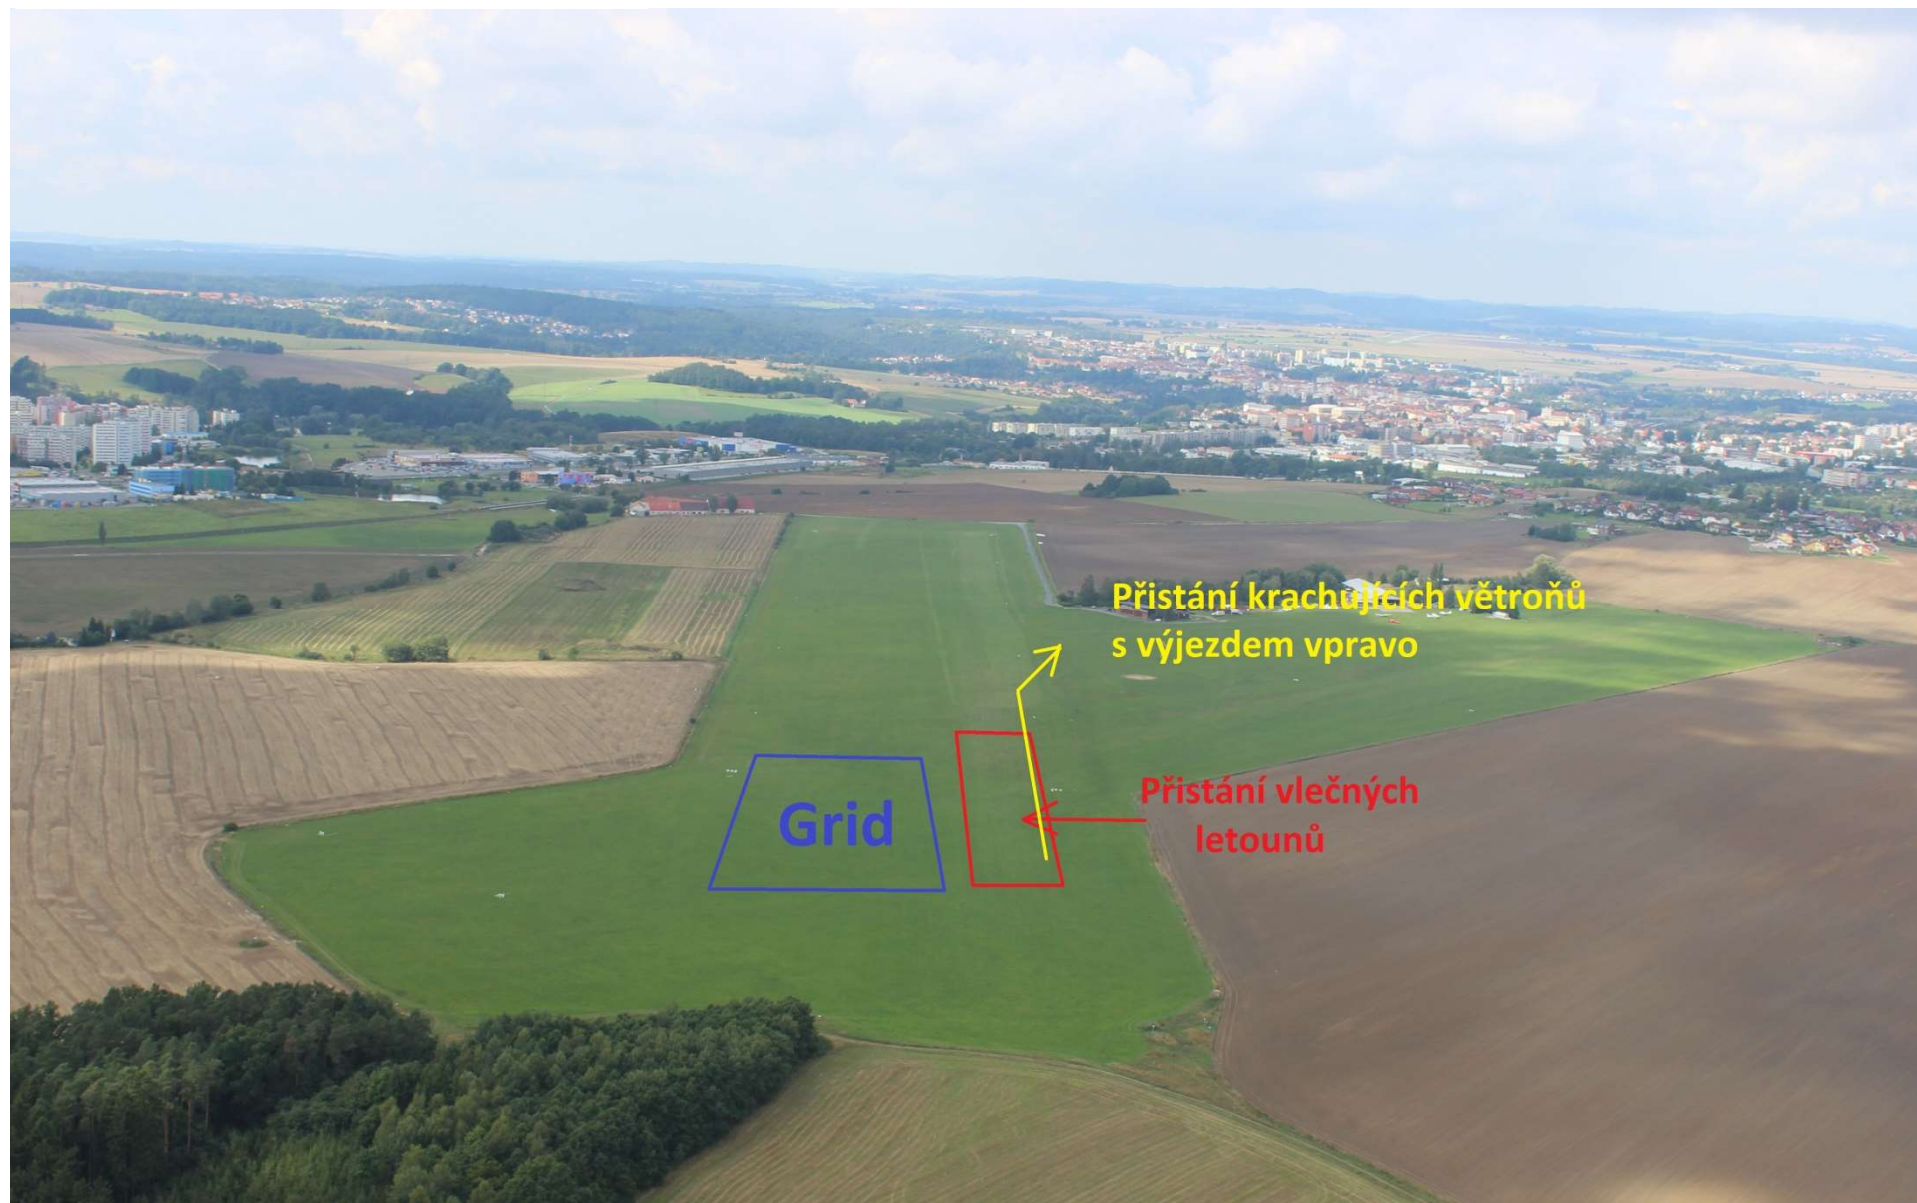 Přistání krachujících větroňů
s výjezdem vpravo
Grid
Přistání vlečných
letounů